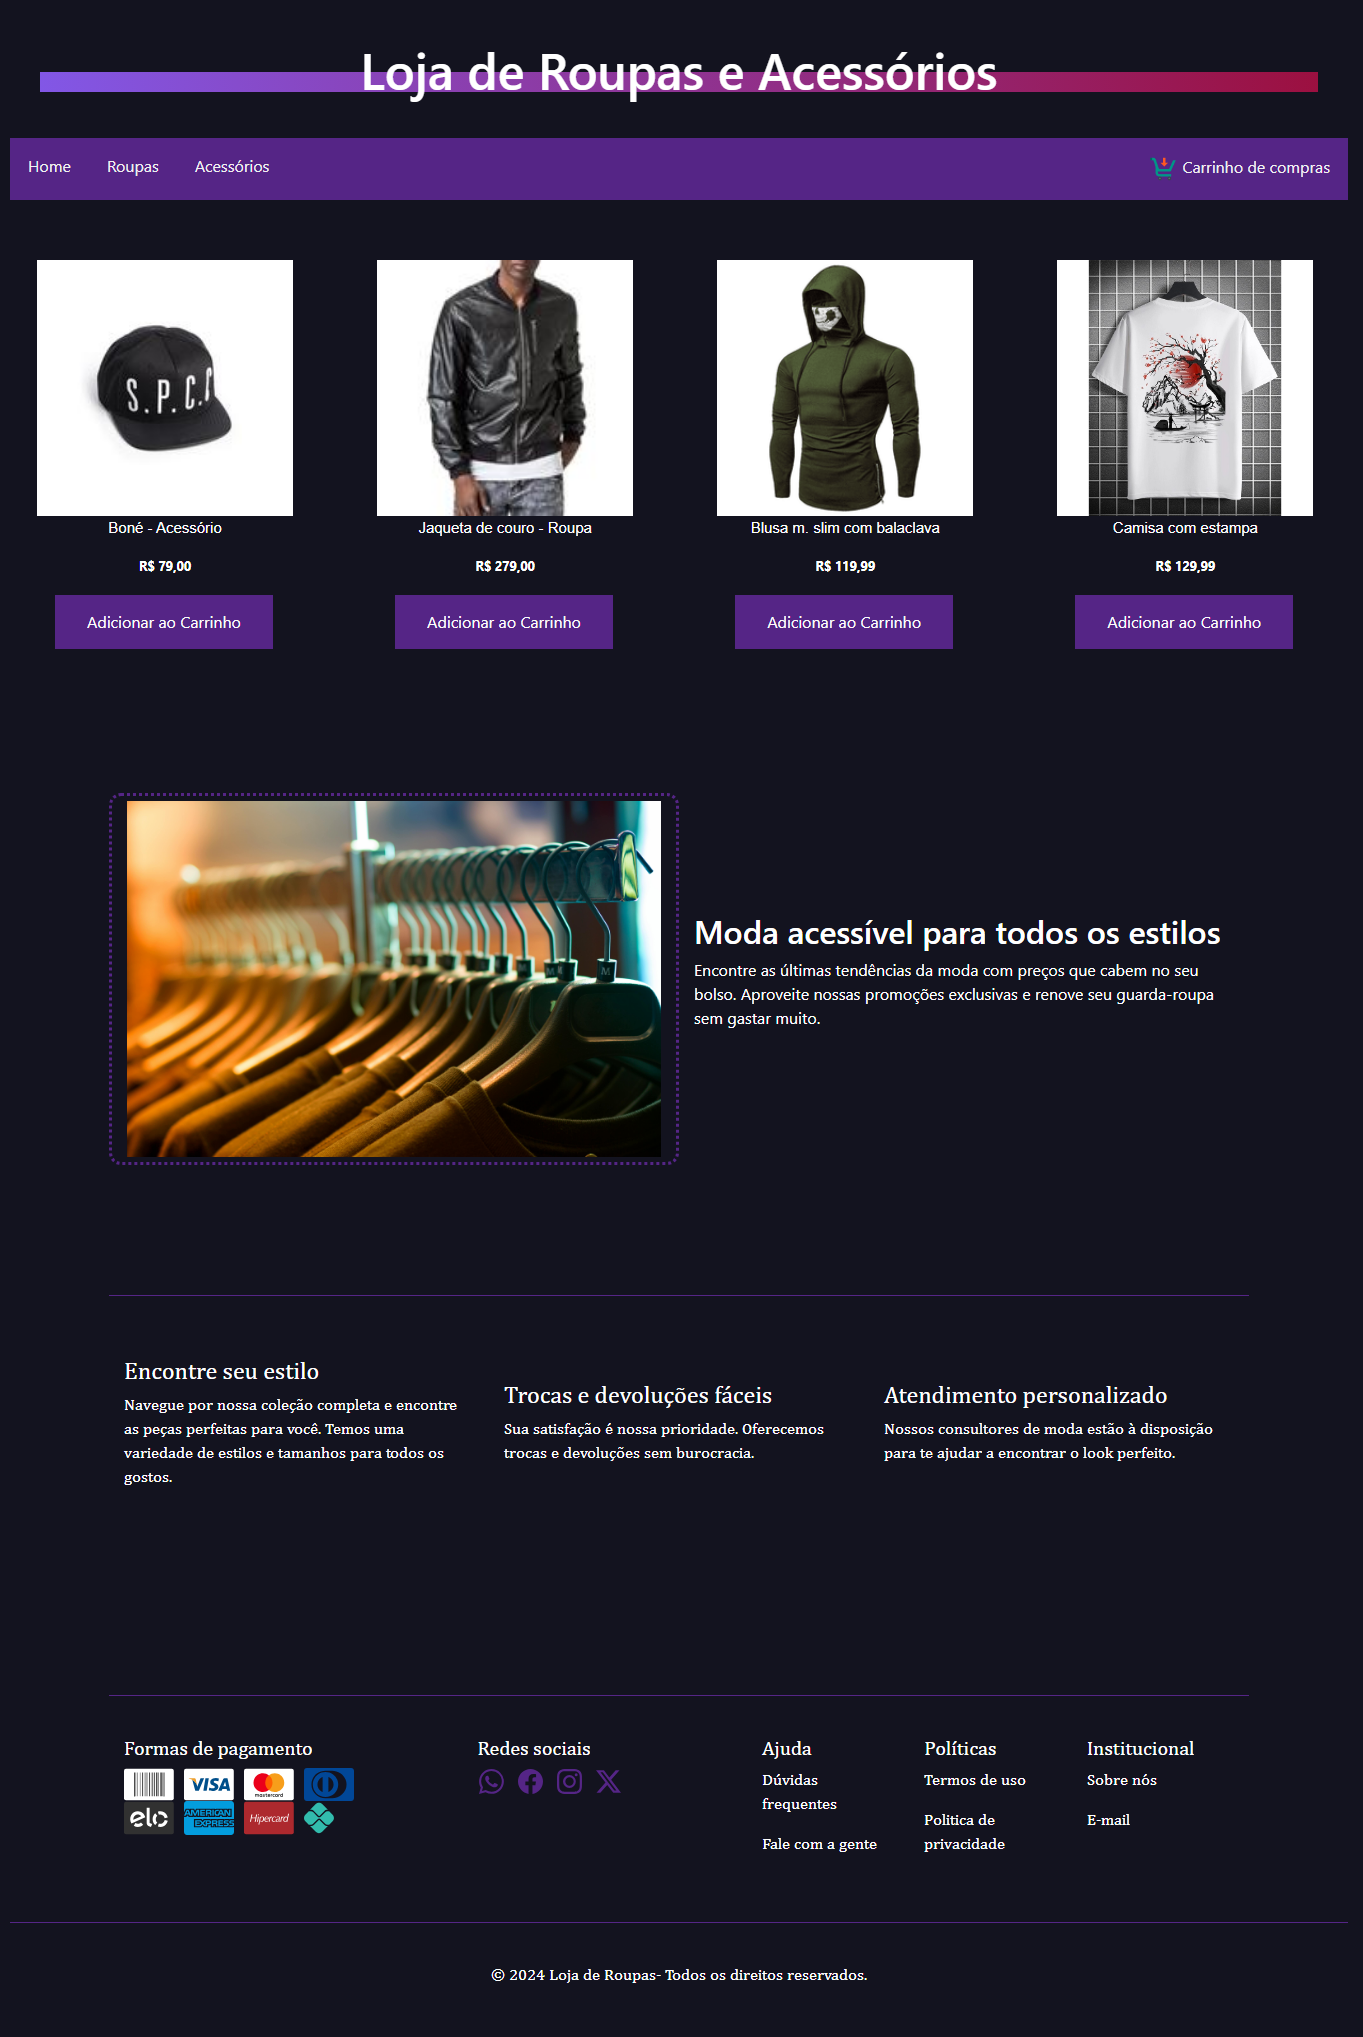 Loja de Roupas e Acessórios
Home Roupas Acessórios Carrinho de compras
S.P.C.
Boné - Acessório
R$ 79,00
Adicionar ao Carrinho
Jaqueta de couro - Roupa
R$ 279,00
Adicionar ao Carrinho
Blusa m. slim com balaclava
R$ 119,99
Adicionar ao Carrinho
Camisa com estampa
R$ 129,99
Adicionar ao Carrinho
M M M
Moda acessível para todos os estilos
Encontre as últimas tendências da moda com preços que cabem no seu
bolso. Aproveite nossas promoções exclusivas e renove seu guarda-roupa
sem gastar muito.
Encontre seu estilo
Navegue por nossa coleção completa e encontre
as peças perfeitas para você. Temos uma
variedade de estilos e tamanhos para todos os
gostos.
Trocas e devoluções fáceis
Sua satisfação é nossa prioridade. Oferecemos
trocas e devoluções sem burocracia.
Atendimento personalizado
Nossos consultores de moda estão à disposição
para te ajudar a encontrar o look perfeito.
Formas de pagamento
VISA
mastercard
elo
AMERICAN
EXPRESS
Hipercard
Redes sociais
Ajuda
Dúvidas
frequentes
Fale com a gente
Políticas
Termos de uso
Politica de
privacidade
Institucional
Sobre nós
E-mail
© 2024 Loja de Roupas- Todos os direitos reservados.